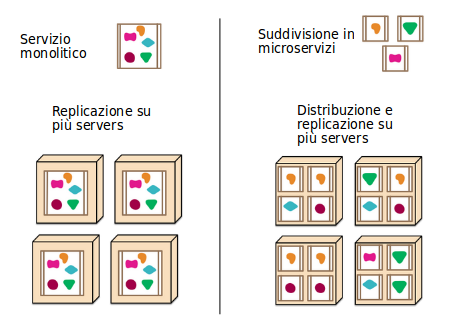 Servizio
monolitico
Replicazione su
più servers
Suddivisione in
microservizi
Distribuzione e
replicazione su
più servers